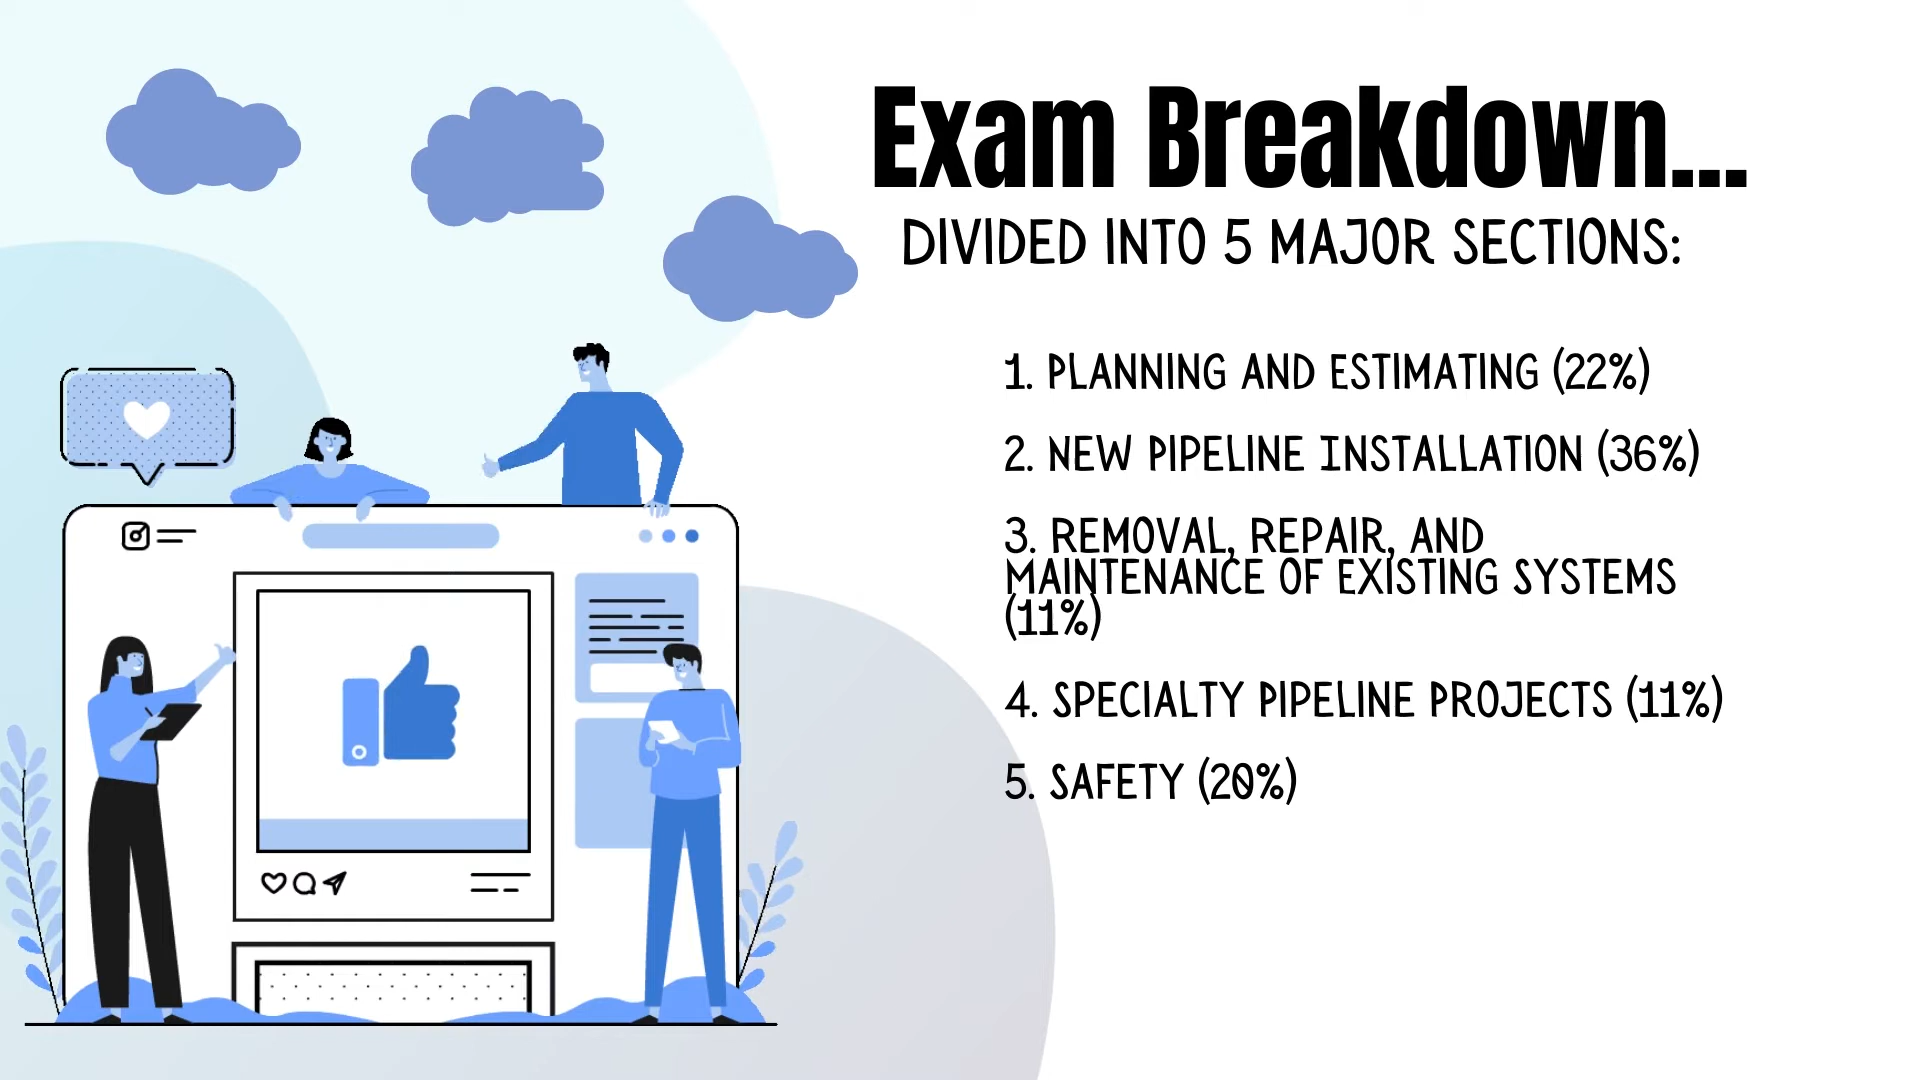 Exam Breakdown...
DIVIDED INTO 5 MAJOR SECTIONS:
1. PLANNING AND ESTIMATING (22%)
2. NEW PIPELINE INSTALLATION (36%)
3. REMOVAL, REPAIR, AND
MAINTENANCE OF EXISTING SYSTEMS
(11%)
4. SPECIALTY PIPELINE PROJECTS (11%)
5. SAFETY (20%)